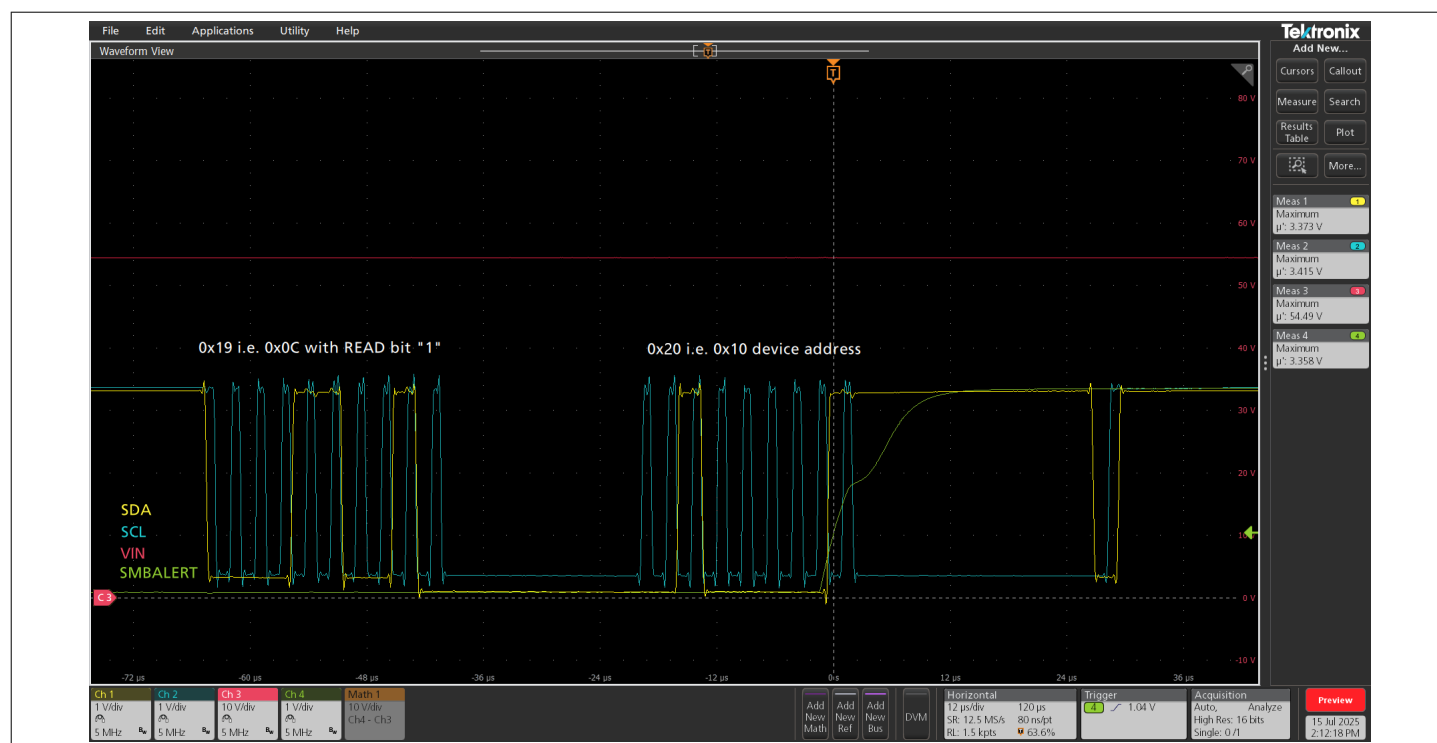 File Edit Applications Utility Help
Tektronix
Waveform View
Add New...
T
T
Cursors Callout
80 V
Measure Search
Results Table Plot
70 V
More...
Meas 1 1
Maximum
µ': 3.373 V
60 V
Meas 2 2
Maximum
µ': 3.415 V
50 V
Meas 3 3
Maximum
µ': 54.49 V
Meas 4 4
Maximum
µ': 3.358 V
0x19 i.e. 0x0C with READ bit "1" 0x20 i.e. 0x10 device address
40 V
30 V
20 V
SDA
SCL
10
VIN
SMBALERT
C3
0 V
-10 V
-72 µs -60 µs -48 µs -36 µs -24 µs -12 µs 0 s 12 µs 24 µs 36 µs
Ch 1 Ch 2 Ch 3 Ch 4 Math 1
1 V/div 1 V/div 10 V/div 1 V/div 10 V/div
Ch4 - Ch3
5 MHz Bw 5 MHz Bw 5 MHz Bw 5 MHz Bw
Add New Math
Add New Ref
Add New Bus
DVM
Horizontal
12 µs/div 120 µs
SR: 12.5 MS/s 80 ns/pt
RL: 1.5 kpts 63.6%
Trigger
4 1.04 V
Acquisition
Auto, Analyze
High Res: 16 bits
Single: 0 /1
Preview
15 Jul 2025
2:12:18 PM